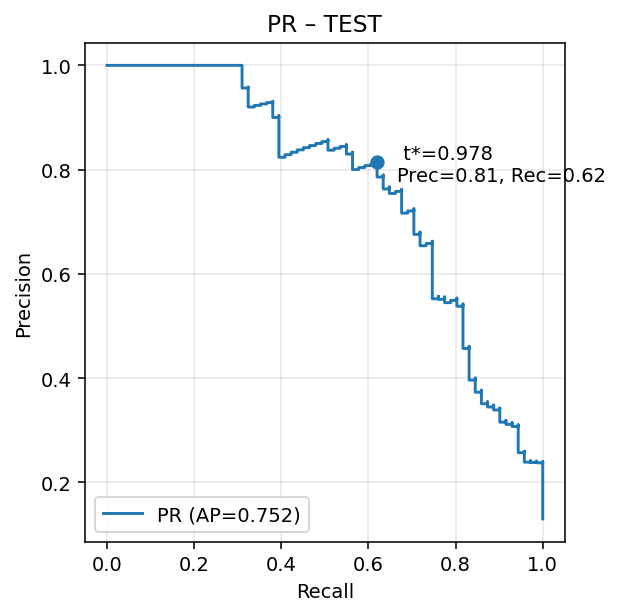 PR – TEST
1.0
0.8
0.6
0.4
0.2
Precision
t*=0.978
Prec=0.81, Rec=0.62
PR (AP=0.752)
0.0 0.2 0.4 0.6 0.8 1.0
Recall